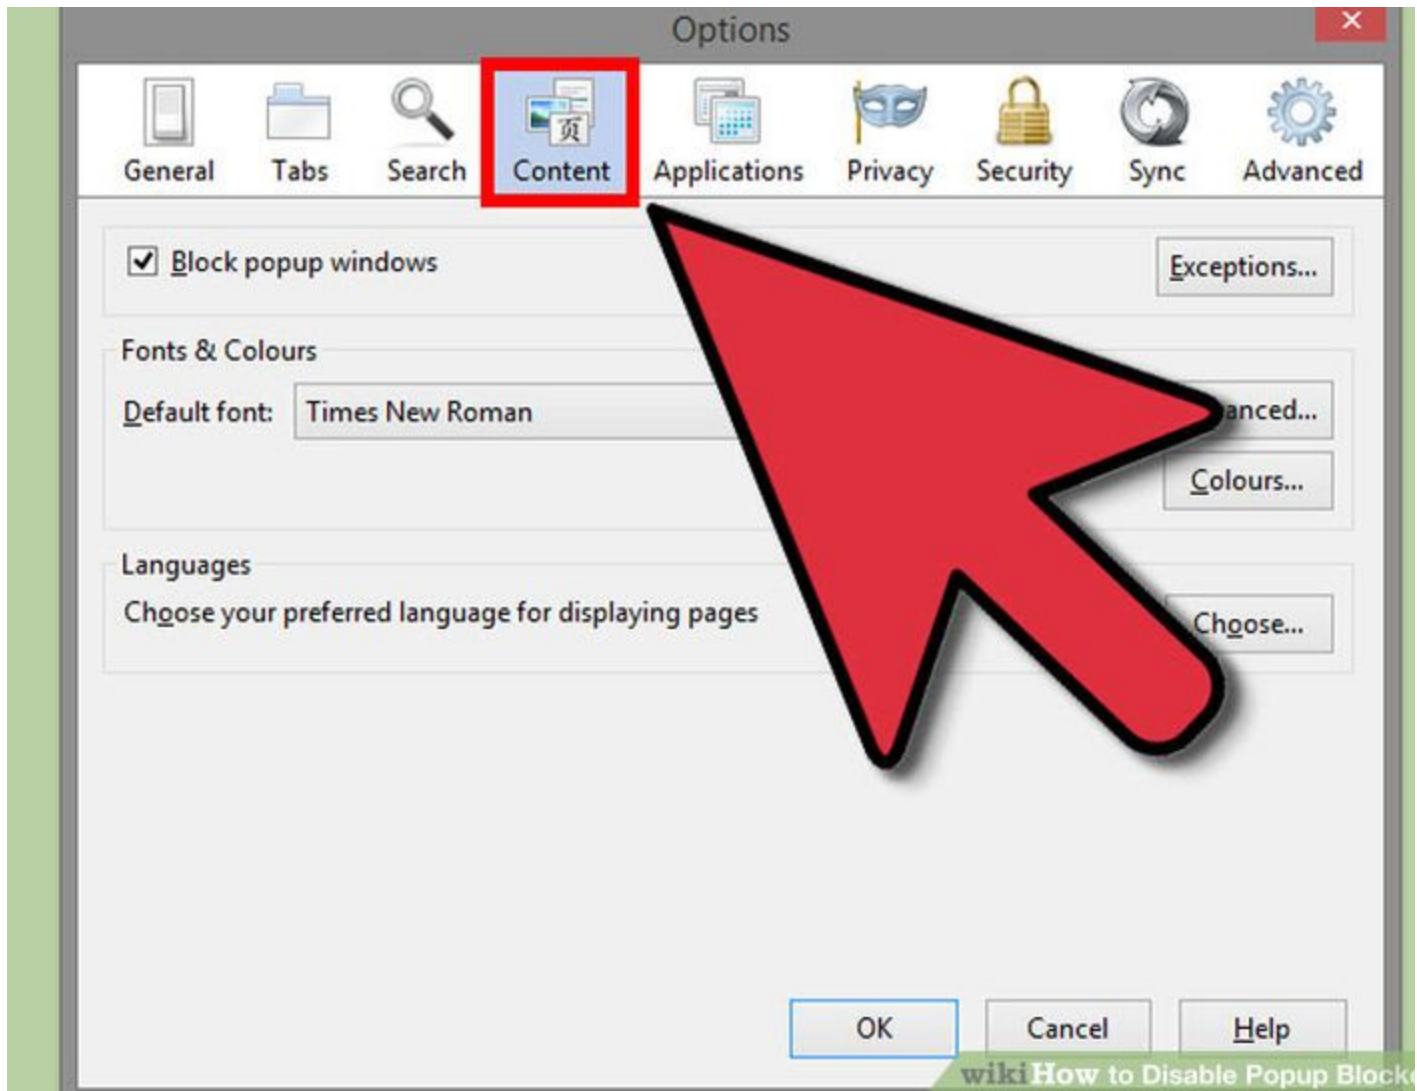 Options
General Tabs Search Content Applications Privacy Security Sync Advanced
页
Block popup windows Exceptions...
Fonts & Colours
Default font: Times New Roman
Colours...
Languages
Choose your preferred language for displaying pages Choose...
OK Cancel Help
wikiHow to Disable Popup